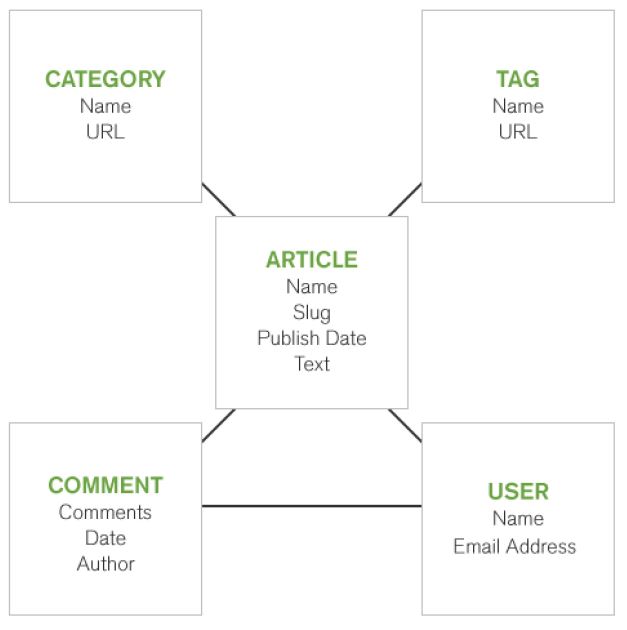 CATEGORY
Name
URL
TAG
Name
URL
ARTICLE
Name
Slug
Publish Date
Text
COMMENT
Comments
Date
Author
USER
Name
Email Address